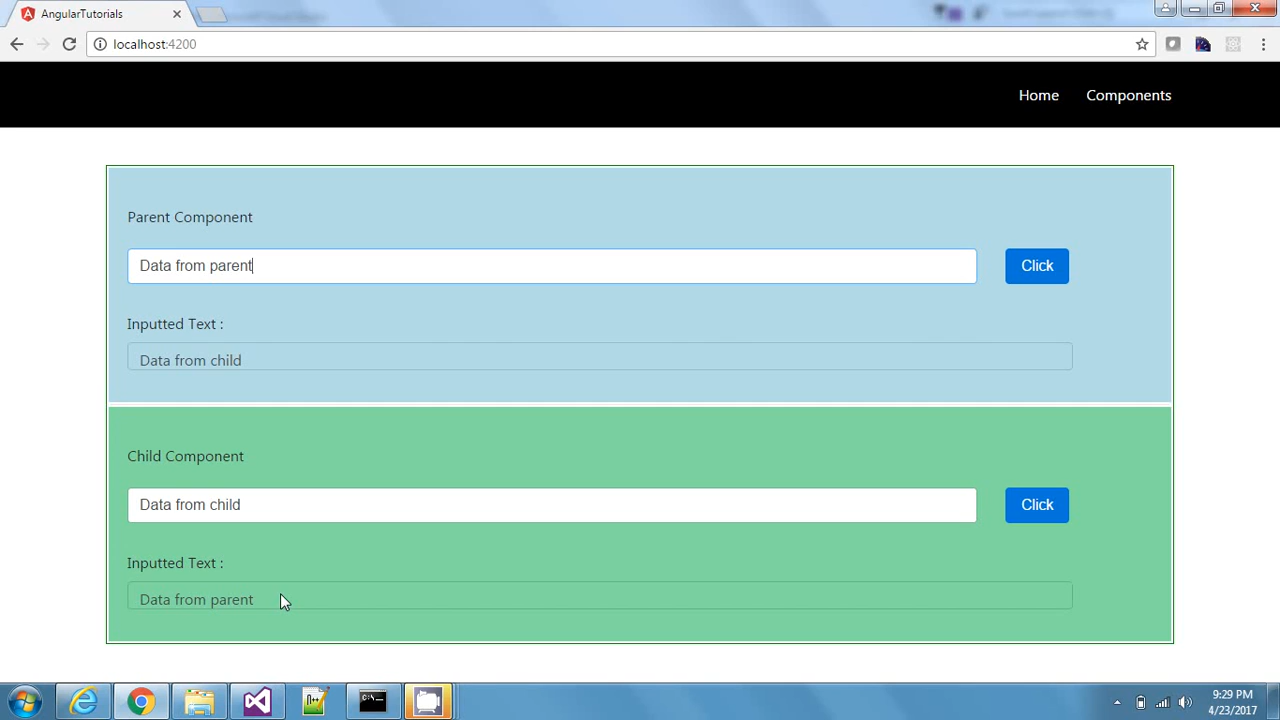 AngularTutorials
localhost:4200
Home Components
Parent Component
Data from parent Click
Inputted Text :
Data from child
Child Component
Data from child Click
Inputted Text :
Data from parent
9:29 PM
4/23/2017